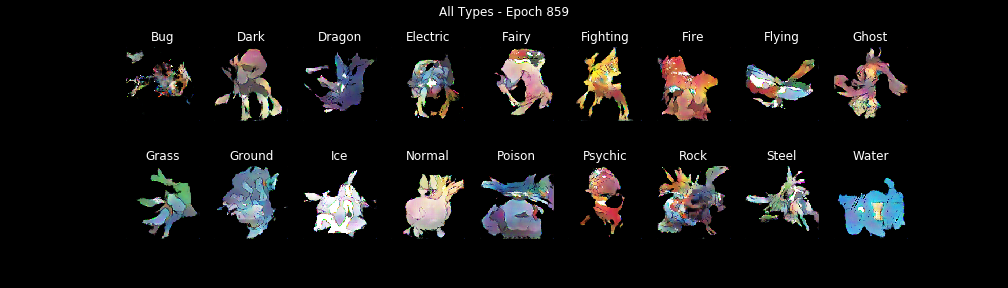 All Types - Epoch 859
Bug Dark Dragon Electric Fairy Fighting Fire Flying Ghost
Grass Ground Ice Normal Poison Psychic Rock Steel Water